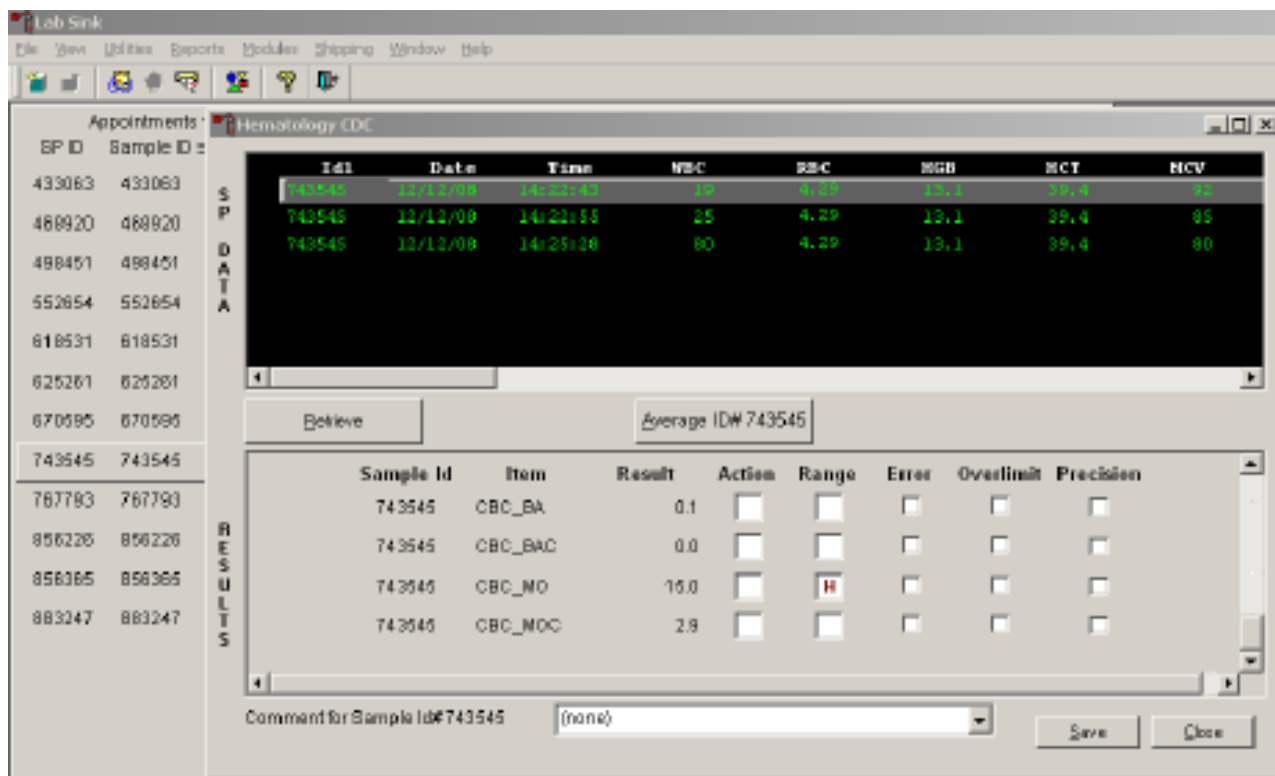 Lab Sink
File View Utilities Reports Modules Shipping Window Help
Appointments
SP ID Sample ID
433063 433063
468920 468920
498451 498451
552654 552654
618531 618531
625261 625261
670595 670595
743545 743545
767793 767793
856226 856226
856365 856365
883247 883247
Hematology CDC
SP DATA
Id1 Date Time WBC RBC HGB HCT MCV
743545 12/12/08 14:22:43 19 4.29 13.1 39.4 92
743545 12/12/08 14:22:55 25 4.29 13.1 39.4 85
743545 12/12/08 14:25:28 80 4.29 13.1 39.4 80
Retrieve Average ID# 743545
RESULTS
Sample Id Item Result Action Range Error Overlimit Precision
743545 CBC_BA 0.1
743545 CBC_BAC 0.0
743545 CBC_MO 15.0 H
743545 CBC_MOC 2.9
Comment for Sample Id# 743545 (none)
Save Close